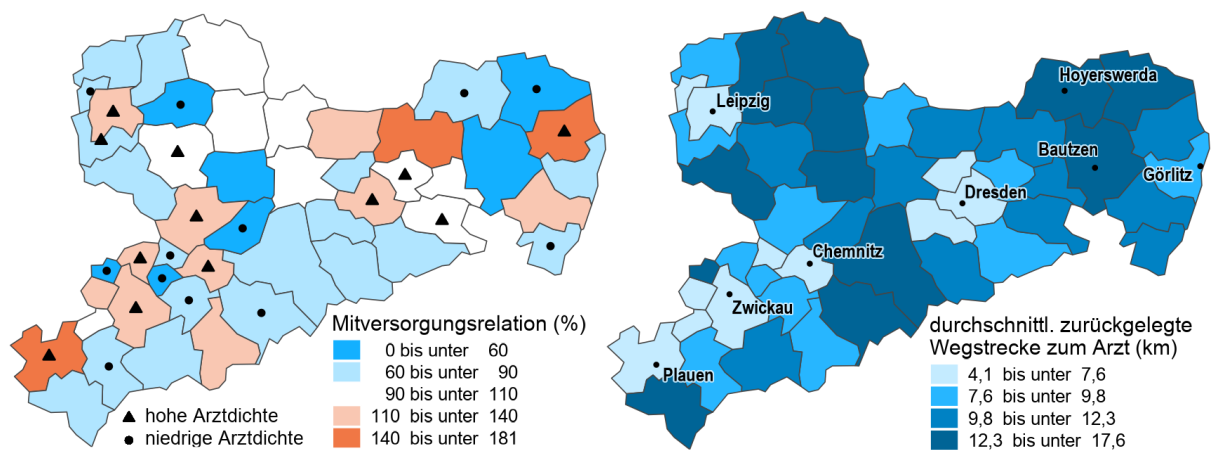 Mitversorgungsrelation (%)
0 bis unter 60
60 bis unter 90
90 bis unter 110
110 bis unter 140
140 bis unter 181
hohe Arztdichte
niedrige Arztdichte
Leipzig
Hoyerswerda
Bautzen
Görlitz
Dresden
Chemnitz
Zwickau
Plauen
durchschnittl. zurückgelegte
Wegstrecke zum Arzt (km)
4,1 bis unter 7,6
7,6 bis unter 9,8
9,8 bis unter 12,3
12,3 bis unter 17,6